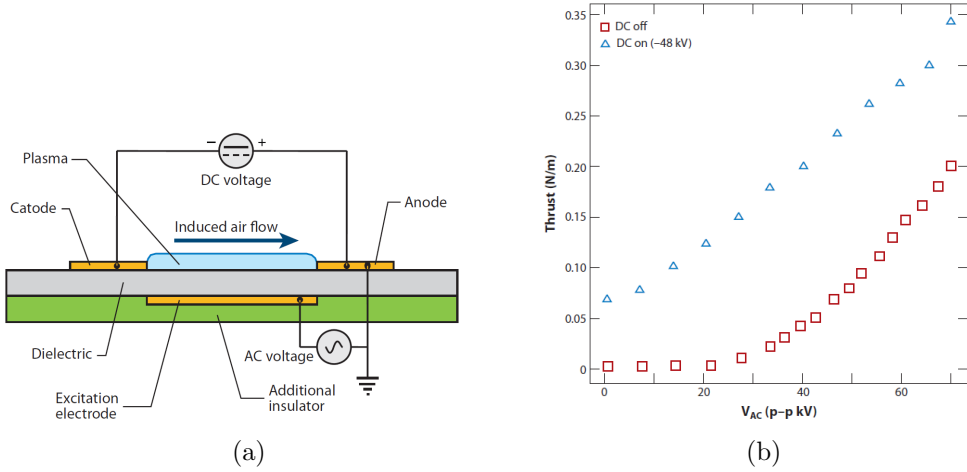 Plasma
Catode
−
+
DC voltage
Anode
Induced air flow
Dielectric
Excitation
electrode
Additional
insulator
AC voltage
(a)
DC off
DC on (−48 kV)
Thrust (N/m)
0.35
0.30
0.25
0.20
0.15
0.10
0.05
0
0
20
40
60
V_AC (p–p kV)
(b)